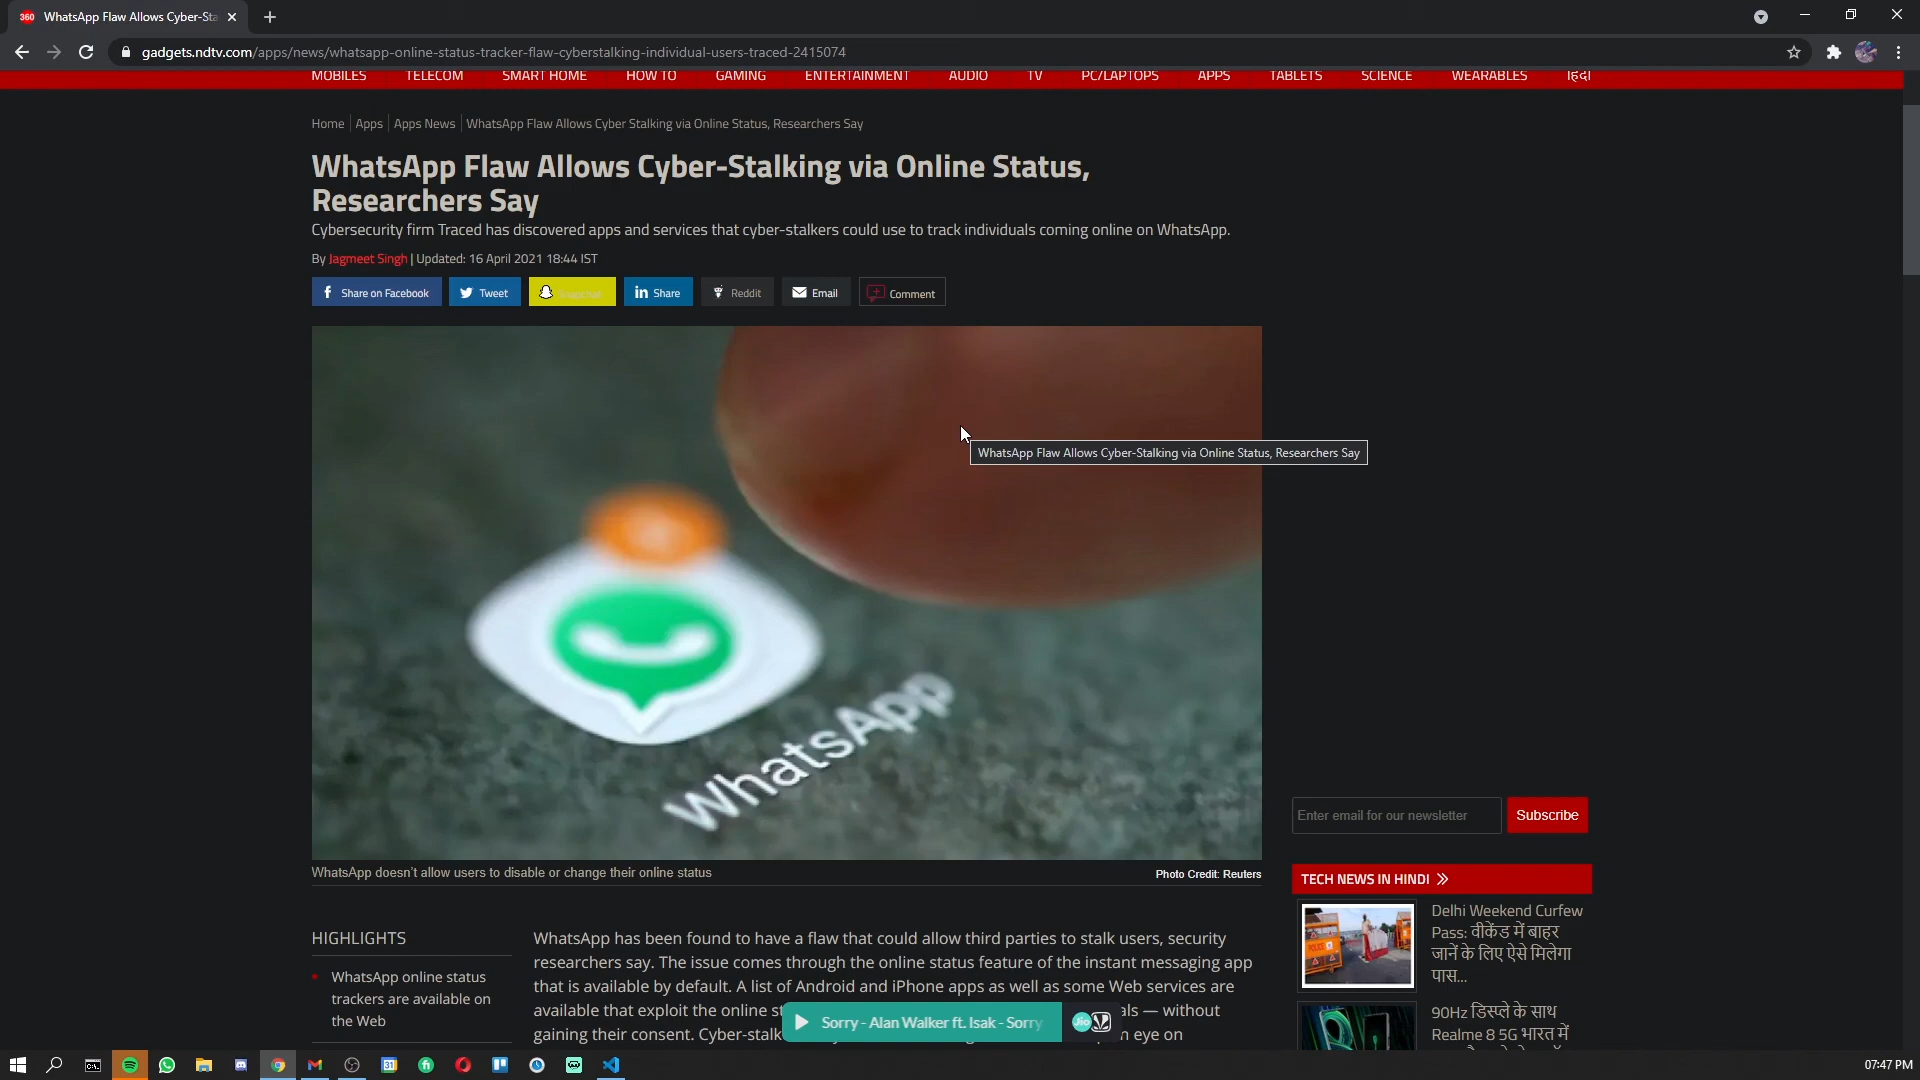 360 WhatsApp Flaw Allows Cyber-Sta
gadgets.ndtv.com/apps/news/whatsapp-online-status-tracker-flaw-cyberstalking-individual-users-traced-2415074
MOBILES TELECOM SMART HOME HOW TO GAMING ENTERTAINMENT AUDIO TV PC/LAPTOPS APPS TABLETS SCIENCE WEARABLES हिंदी
Home Apps Apps News WhatsApp Flaw Allows Cyber Stalking via Online Status, Researchers Say
WhatsApp Flaw Allows Cyber-Stalking via Online Status,
Researchers Say
Cybersecurity firm Traced has discovered apps and services that cyber-stalkers could use to track individuals coming online on WhatsApp.
By Jagmeet Singh | Updated: 16 April 2021 18:44 IST
Share on Facebook Tweet Snapchat Share Reddit Email Comment
WhatsApp Flaw Allows Cyber-Stalking via Online Status, Researchers Say
WhatsApp
WhatsApp doesn't allow users to disable or change their online status
Photo Credit: Reuters
HIGHLIGHTS
WhatsApp online status
trackers are available on
the Web
WhatsApp has been found to have a flaw that could allow third parties to stalk users, security
researchers say. The issue comes through the online status feature of the instant messaging app
that is available by default. A list of Android and iPhone apps as well as some Web services are
available that exploit the online st als — without
gaining their consent. Cyber-stalk n eye on
Sorry - Alan Walker ft. Isak - Sorry
Jio
Enter email for our newsletter Subscribe
TECH NEWS IN HINDI
Delhi Weekend Curfew
Pass: वीकेंड में बाहर
जानें के लिए ऐसे मिलेगा
पास...
90Hz डिस्प्ले के साथ
Realme 8 5G भारत में
31
07:47 PM